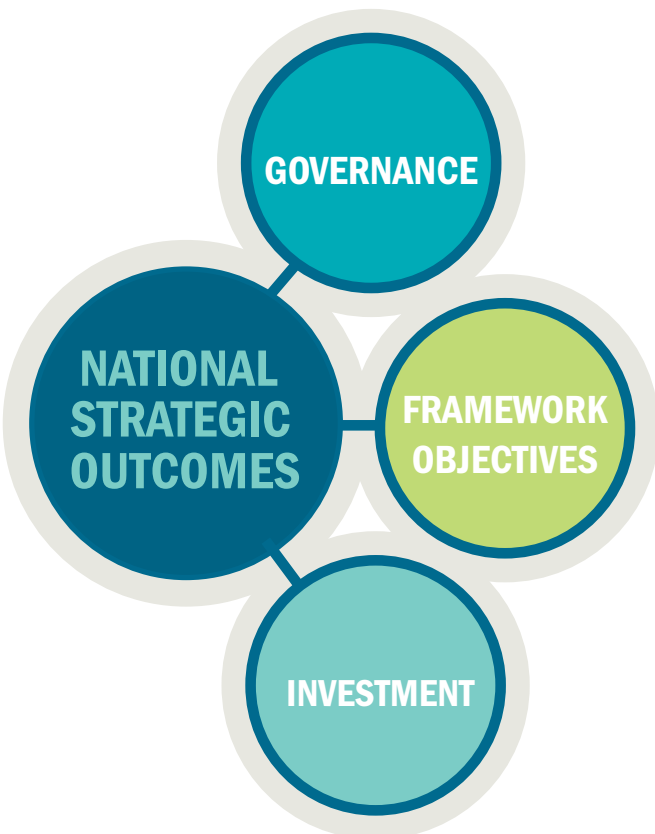 GOVERNANCE
NATIONAL
STRATEGIC
OUTCOMES
FRAMEWORK
OBJECTIVES
INVESTMENT